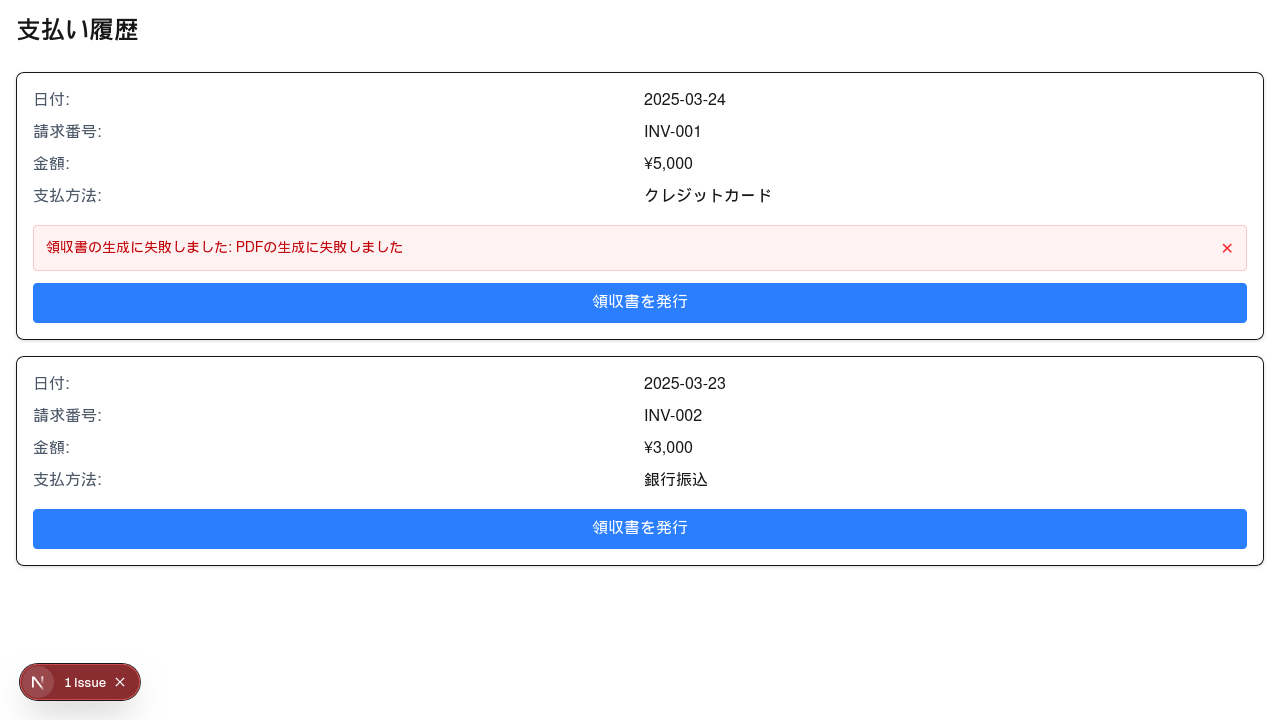 支払い履歴
日付: 2025-03-24
請求番号: INV-001
金額: ¥5,000
支払方法: クレジットカード
領収書の生成に失敗しました: PDFの生成に失敗しました ×
領収書を発行
日付: 2025-03-23
請求番号: INV-002
金額: ¥3,000
支払方法: 銀行振込
領収書を発行
N 1 Issue ×